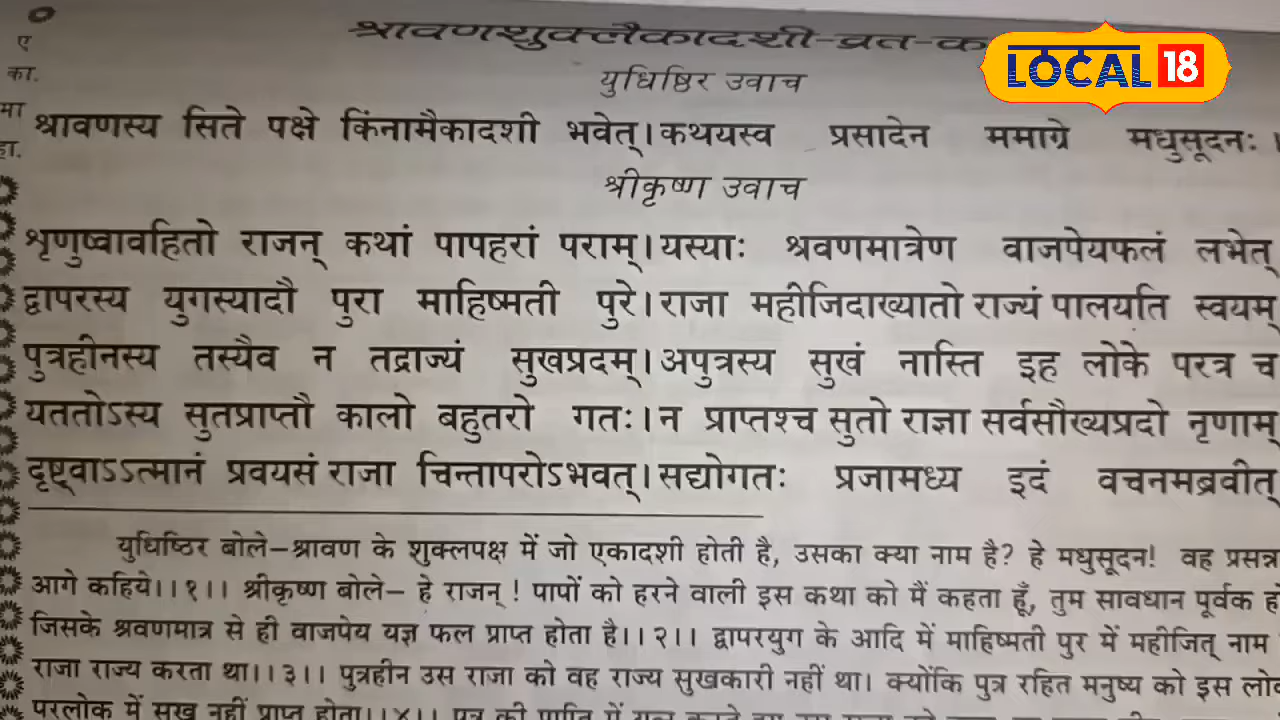 श्रावणशुक्लैकादशी-व्रत-क
LOCAL 18
ए
का.
मा
हा.
युधिष्ठिर उवाच
श्रावणस्य सिते पक्षे किंनामैकादशी भवेत्। कथयस्व प्रसादेन ममाग्रे मधुसूदनः ।
श्रीकृष्ण उवाच
शृणुष्वावहितो राजन् कथां पापहरां पराम्। यस्याः श्रवणमात्रेण वाजपेयफलं लभेत्
द्वापरस्य युगस्यादौ पुरा माहिष्मती पुरे। राजा महीजिदाख्यातो राज्यं पालयति स्वयम्
पुत्रहीनस्य तस्यैव न तद्राज्यं सुखप्रदम्। अपुत्रस्य सुखं नास्ति इह लोके परत्र च
यततोऽस्य सुतप्राप्तौ कालो बहुतरो गतः। न प्राप्तश्च सुतो राज्ञा सर्वसौख्यप्रदो नृणाम्
दृष्ट्वाऽऽत्मानं प्रवयसं राजा चिन्तापरोऽभवत्। सद्योगतः प्रजामध्य इदं वचनमब्रवीत्
युधिष्ठिर बोले–श्रावण के शुक्लपक्ष में जो एकादशी होती है, उसका क्या नाम है? हे मधुसूदन! वह प्रसन्न
आगे कहिये।।१।। श्रीकृष्ण बोले– हे राजन् ! पापों को हरने वाली इस कथा को मैं कहता हूँ, तुम सावधान पूर्वक
जिसके श्रवणमात्र से ही वाजपेय यज्ञ फल प्राप्त होता है।।२।। द्वापरयुग के आदि में माहिष्मती पुर में महीजित् नाम
राजा राज्य करता था।।३।। पुत्रहीन उस राजा को वह राज्य सुखकारी नहीं था। क्योंकि पुत्र रहित मनुष्य को इस
परलोक में सुख नहीं प्राप्त होता।।४।।